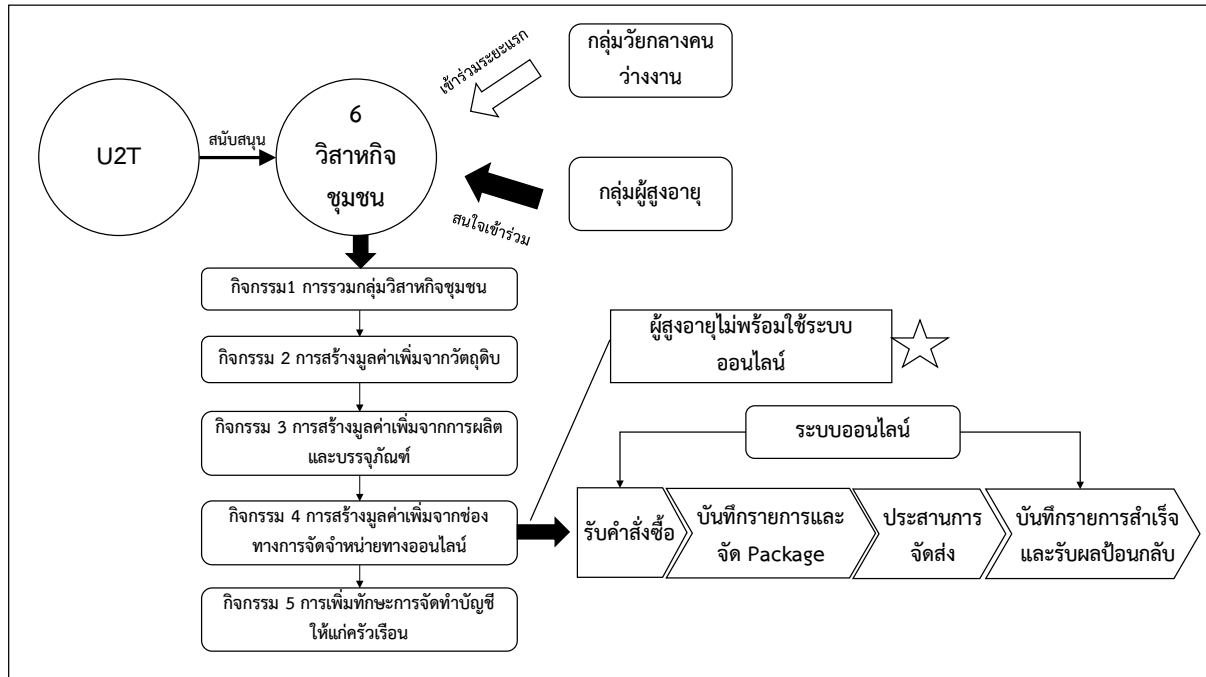 กลุ่มวัยกลางคน
ว่างงาน
เข้าร่วมระยะแรก
U2T
สนับสนุน
6
วิสาหกิจ
ชุมชน
กลุ่มผู้สูงอายุ
สนใจเข้าร่วม
กิจกรรม1 การรวมกลุ่มวิสาหกิจชุมชน
กิจกรรม 2 การสร้างมูลค่าเพิ่มจากวัตถุดิบ
กิจกรรม 3 การสร้างมูลค่าเพิ่มจากการผลิต
และบรรจุภัณฑ์
กิจกรรม 4 การสร้างมูลค่าเพิ่มจากช่อง
ทางการจัดจำหน่ายทางออนไลน์
กิจกรรม 5 การเพิ่มทักษะการจัดทำบัญชี
ให้แก่ครัวเรือน
ผู้สูงอายุไม่พร้อมใช้ระบบ
ออนไลน์
ระบบออนไลน์
รับคำสั่งซื้อ
บันทึกรายการและ
จัด Package
ประสานการ
จัดส่ง
บันทึกรายการสำเร็จ
และรับผลป้อนกลับ